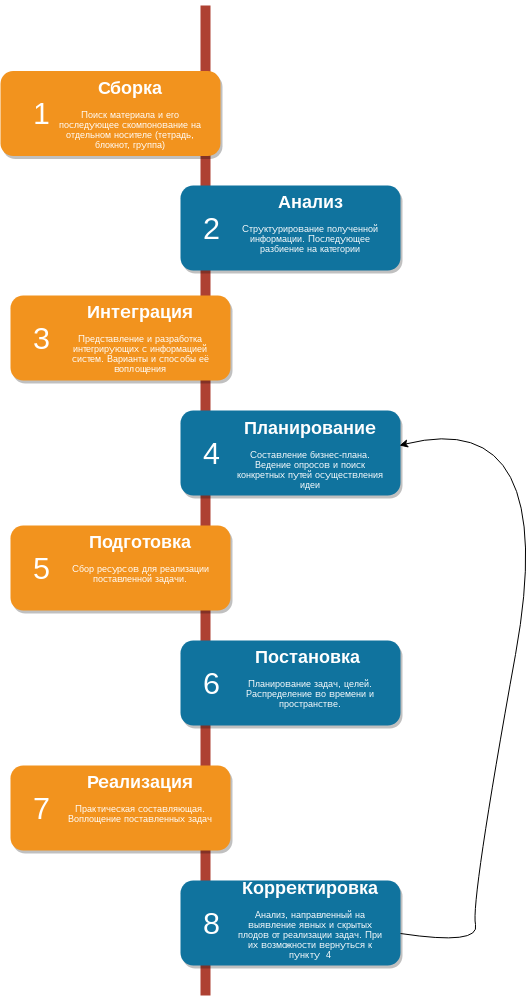 Сборка
1
Поиск материала и его
последующее скомпонование на
отдельном носителе (тетрадь,
блокнот, группа)
Анализ
2
Структурирование полученной
информации. Последующее
разбиение на категории
Интеграция
3
Представление и разработка
интегрирующих с информацией
систем. Варианты и способы её
воплощения
Планирование
4
Составление бизнес-плана.
Ведение опросов и поиск
конкретных путей осуществления
идеи
Подготовка
5
Сбор ресурсов для реализации
поставленной задачи.
Постановка
6
Планирование задач, целей.
Распределение во времени и
пространстве.
Реализация
7
Практическая составляющая.
Воплощение поставленных задач
Корректировка
8
Анализ, направленный на
выявление явных и скрытых
плодов от реализации задач. При
их возможности вернуться к
пункту 4